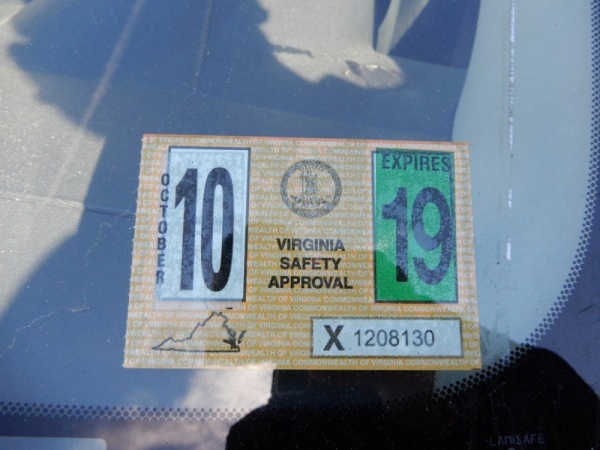 OCTOBER
10
EXPIRES
19
VIRGINIA
SAFETY
APPROVAL
X 1208130
LAMISAFE